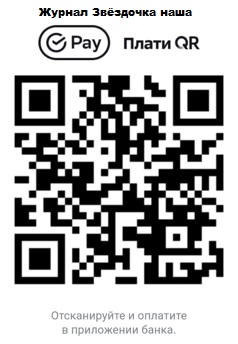 Журнал Звёздочка наша
Pay Плати QR
Отсканируйте и оплатите
в приложении банка.